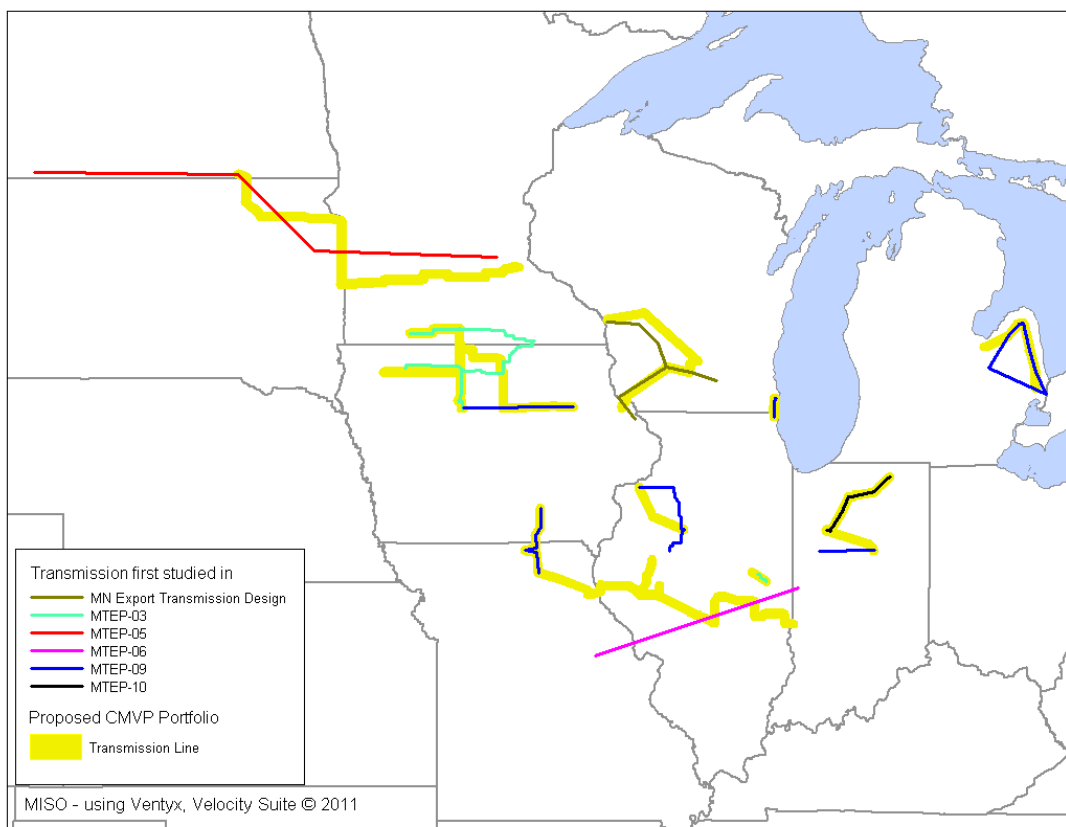 Transmission first studied in
MN Export Transmission Design
MTEP-03
MTEP-05
MTEP-06
MTEP-09
MTEP-10
Proposed CMVP Portfolio
Transmission Line
MISO - using Ventyx, Velocity Suite © 2011